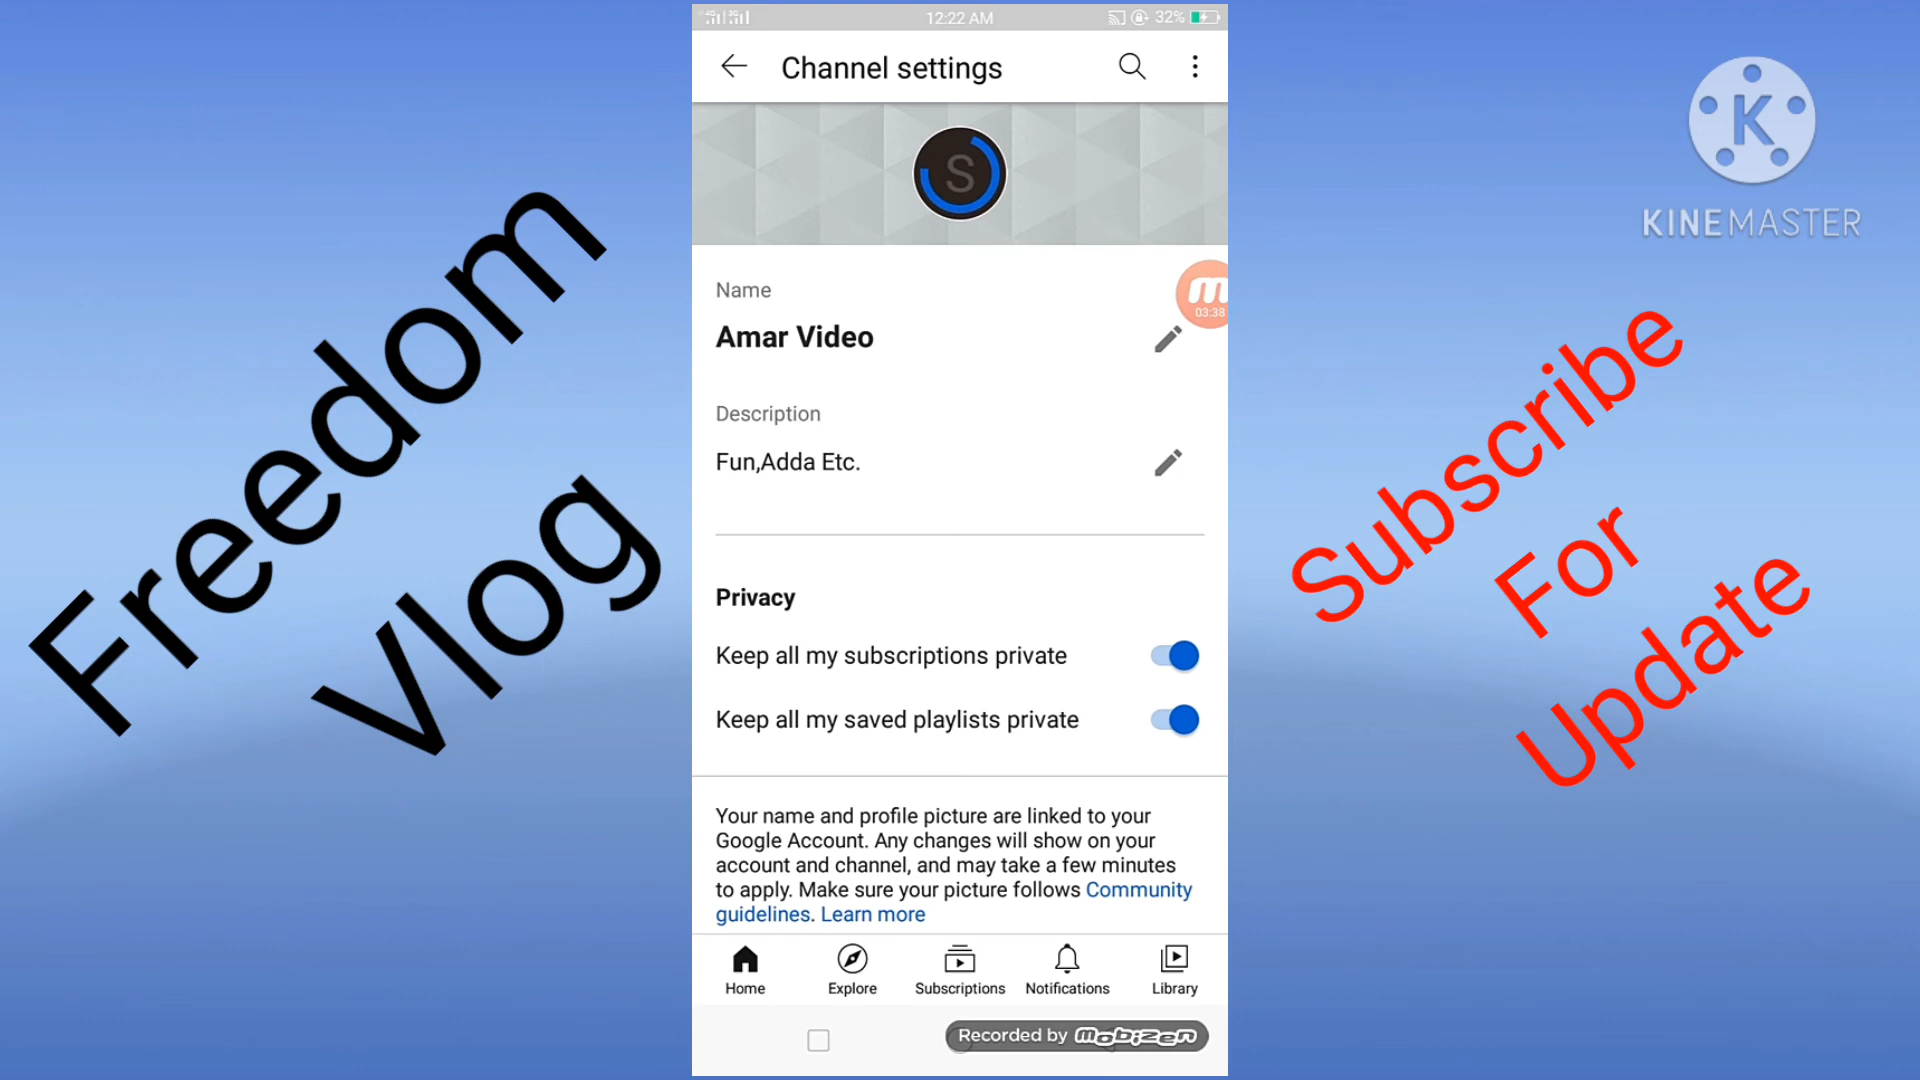 4G 3G
12:22 AM
32%
Channel settings
S
K
KINEMASTER
Name
Amar Video
m
03:38
Description
Fun,Adda Etc.
Freedom
Vlog
Subscribe
For
Update
Privacy
Keep all my subscriptions private
Keep all my saved playlists private
Your name and profile picture are linked to your
Google Account. Any changes will show on your
account and channel, and may take a few minutes
to apply. Make sure your picture follows Community
guidelines. Learn more
Home
Explore
Subscriptions
Notifications
Library
Recorded by mobizen